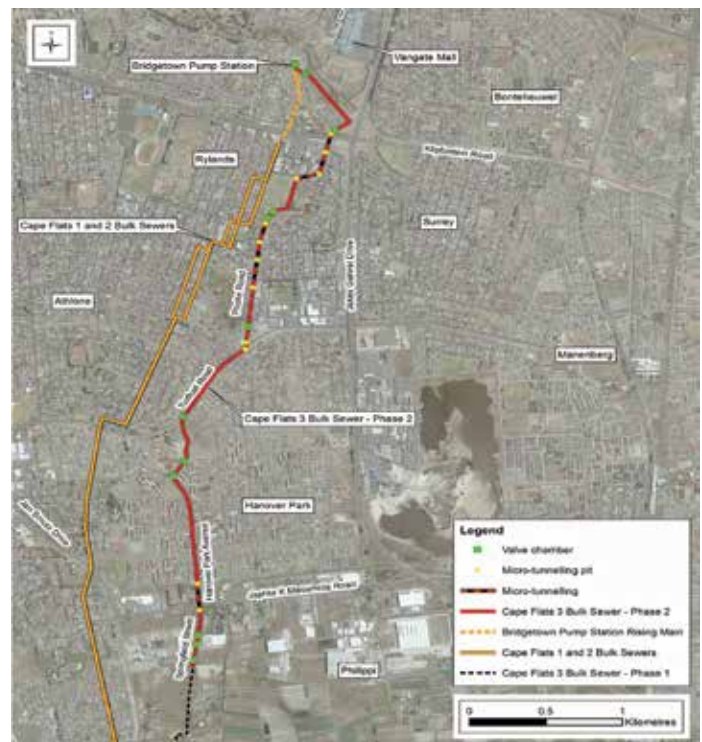 Vangate Mall
Bridgetown Pump Station
Bonteheuwel
Klipfontein Road
Rylands
Surrey
Cape Flats 1 and 2 Bulk Sewers
Athlone
Manenberg
Cape Flats 3 Bulk Sewer - Phase 2
Hanover Park
Hanover Park Avenue
Philippi
Legend
Valve chamber
Micro-tunnelling pit
Micro-tunnelling
Cape Flats 3 Bulk Sewer - Phase 2
Bridgetown Pump Station Rising Main
Cape Flats 1 and 2 Bulk Sewers
Cape Flats 3 Bulk Sewer - Phase 1
0 0.5 1
Kilometres